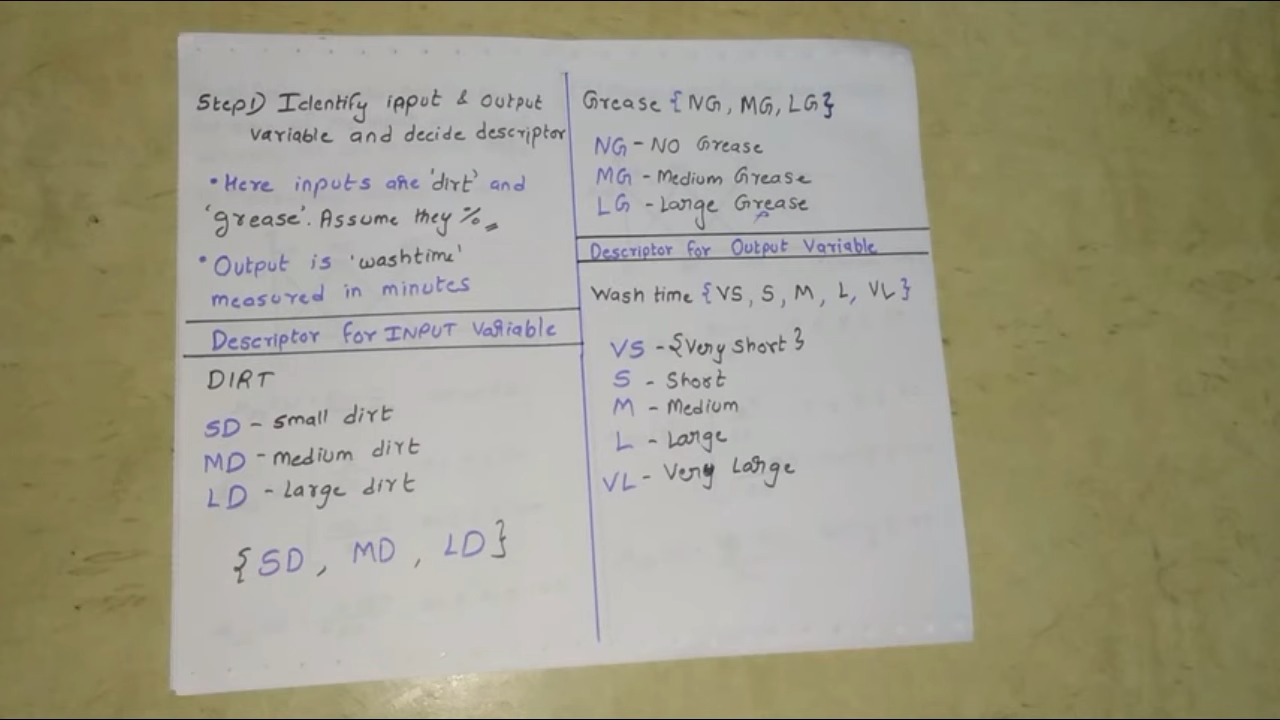 Step1) Identify input & output
variable and decide descriptor
• Here inputs are 'dirt' and
'grease'. Assume they %.
• Output is 'washtime'
measured in minutes
Descriptor for INPUT Variable
DIRT
SD - small dirt
MD - medium dirt
LD - large dirt
{SD, MD, LD}
Grease {NG, MG, LG}
NG - NO Grease
MG - Medium Grease
LG - Large Grease
Descriptor for Output Variable
Wash time {VS, S, M, L, VL}
VS - {Very short}
S - Short
M - Medium
L - Large
VL - Very Large